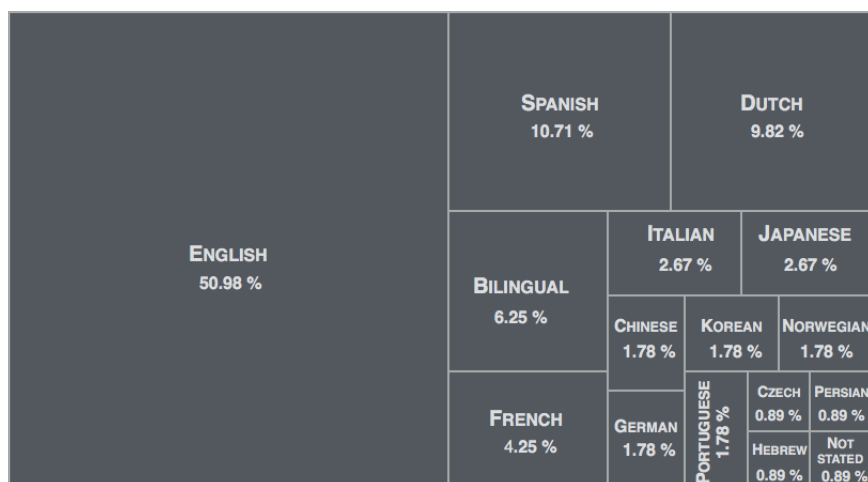 ENGLISH
50.98 %
SPANISH
10.71 %
DUTCH
9.82 %
BILINGUAL
6.25 %
ITALIAN
2.67 %
JAPANESE
2.67 %
CHINESE
1.78 %
KOREAN
1.78 %
NORWEGIAN
1.78 %
FRENCH
4.25 %
GERMAN
1.78 %
PORTUGUESE
1.78 %
CZECH
0.89 %
PERSIAN
0.89 %
HEBREW
0.89 %
NOT
STATED
0.89 %